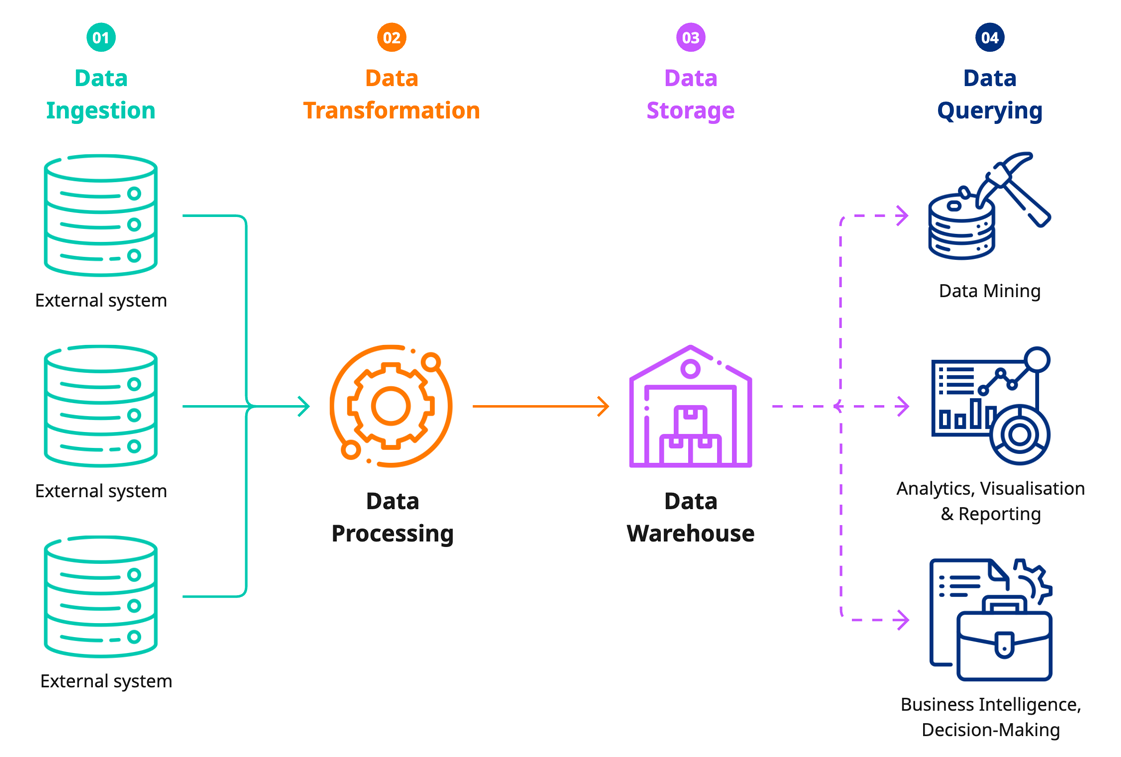 01
Data
Ingestion
02
Data
Transformation
03
Data
Storage
04
Data
Querying
External system
External system
External system
Data
Processing
Data
Warehouse
Data Mining
Analytics, Visualisation
& Reporting
Business Intelligence,
Decision-Making